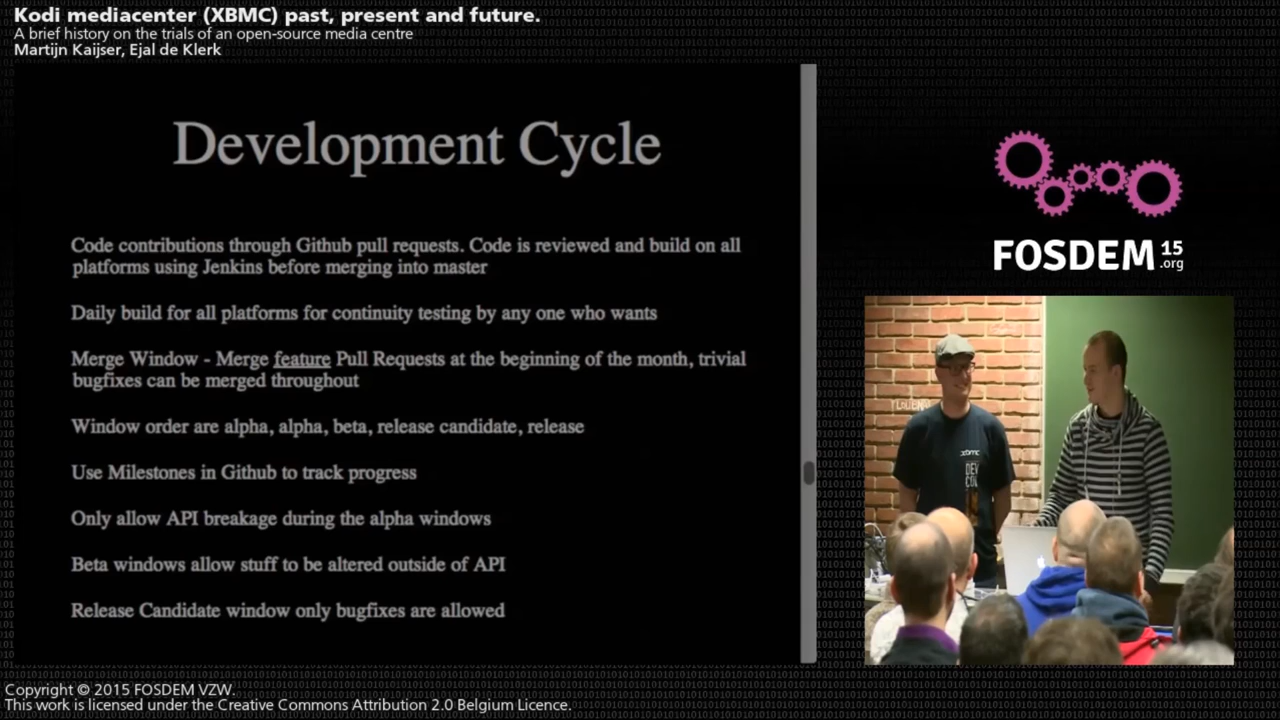 Kodi mediacenter (XBMC) past, present and future.
A brief history on the trials of an open-source media centre
Martijn Kaijser, Ejal de Klerk
Development Cycle
Code contributions through Github pull requests. Code is reviewed and build on all
platforms using Jenkins before merging into master
Daily build for all platforms for continuity testing by any one who wants
Merge Window - Merge feature Pull Requests at the beginning of the month, trivial
bugfixes can be merged throughout
Window order are alpha, alpha, beta, release candidate, release
Use Milestones in Github to track progress
Only allow API breakage during the alpha windows
Beta windows allow stuff to be altered outside of API
Release Candidate window only bugfixes are allowed
FOSDEM 15
.org
xbmc
Copyright © 2015 FOSDEM VZW.
This work is licensed under the Creative Commons Attribution 2.0 Belgium Licence.